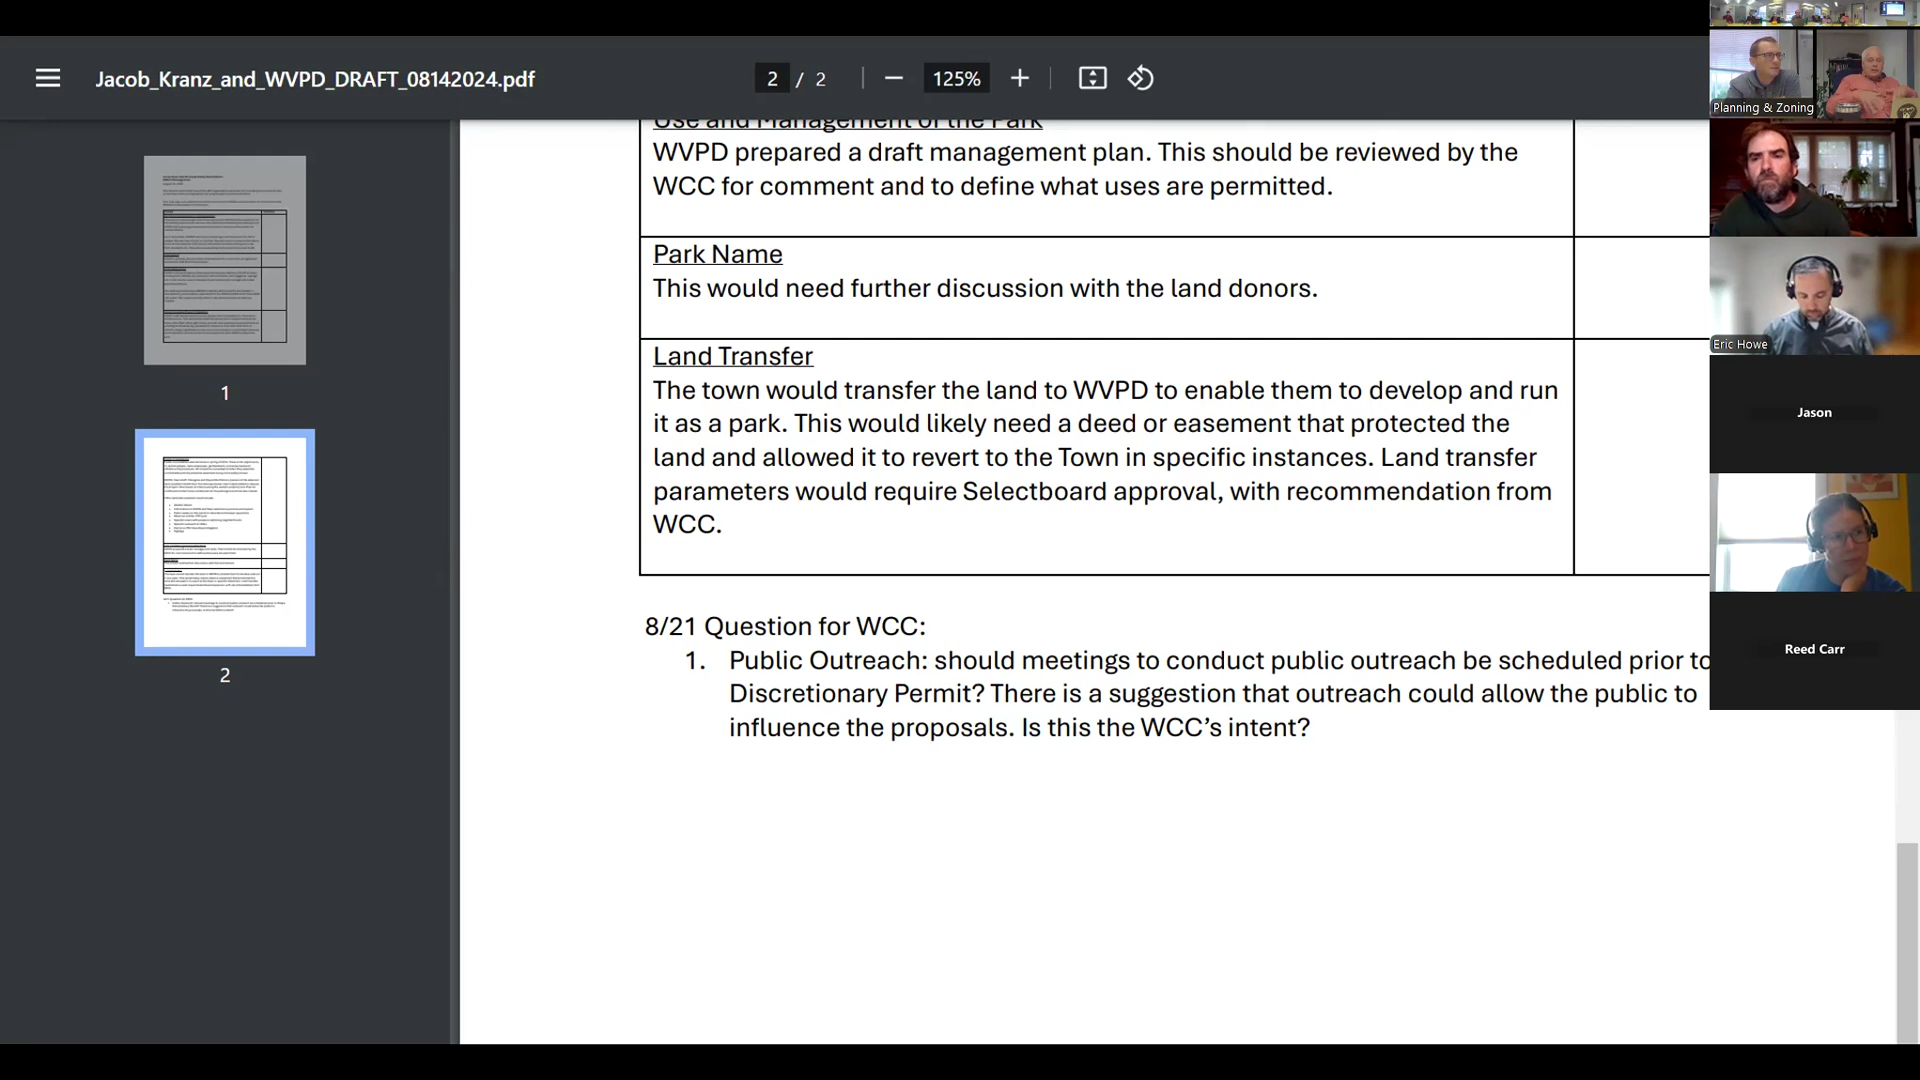 Jacob_Kranz_and_WVPD_DRAFT_08142024.pdf
2 / 2
125%
1
2
Use and Management of the Park
WVPD prepared a draft management plan. This should be reviewed by the
WCC for comment and to define what uses are permitted.
Park Name
This would need further discussion with the land donors.
Land Transfer
The town would transfer the land to WVPD to enable them to develop and run
it as a park. This would likely need a deed or easement that protected the
land and allowed it to revert to the Town in specific instances. Land transfer
parameters would require Selectboard approval, with recommendation from
WCC.
8/21 Question for WCC:
1. Public Outreach: should meetings to conduct public outreach be scheduled prior to
Discretionary Permit? There is a suggestion that outreach could allow the public to
influence the proposals. Is this the WCC’s intent?
Planning & Zoning
Eric Howe
Jason
Reed Carr